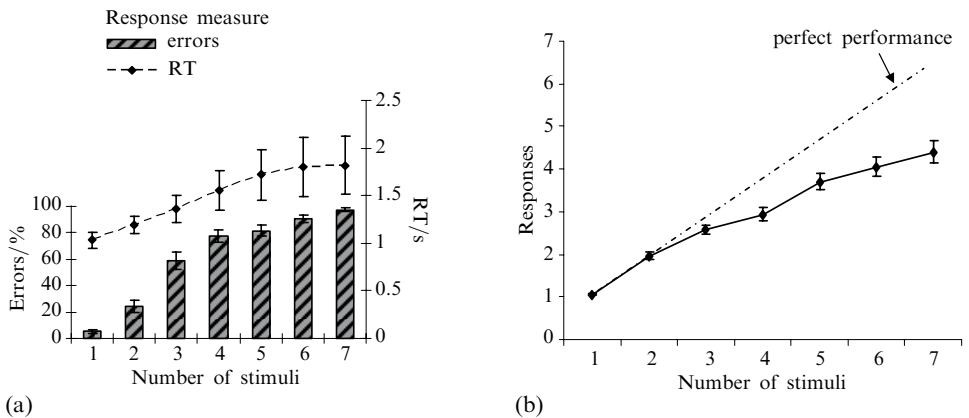 Response measure
errors
RT
2.5
2
1.5
1
0.5
0
RT/s
100
80
60
40
20
0
Errors/%
1 2 3 4 5 6 7
Number of stimuli
(a)
perfect performance
7
6
5
4
3
2
1
0
Responses
1 2 3 4 5 6 7
Number of stimuli
(b)